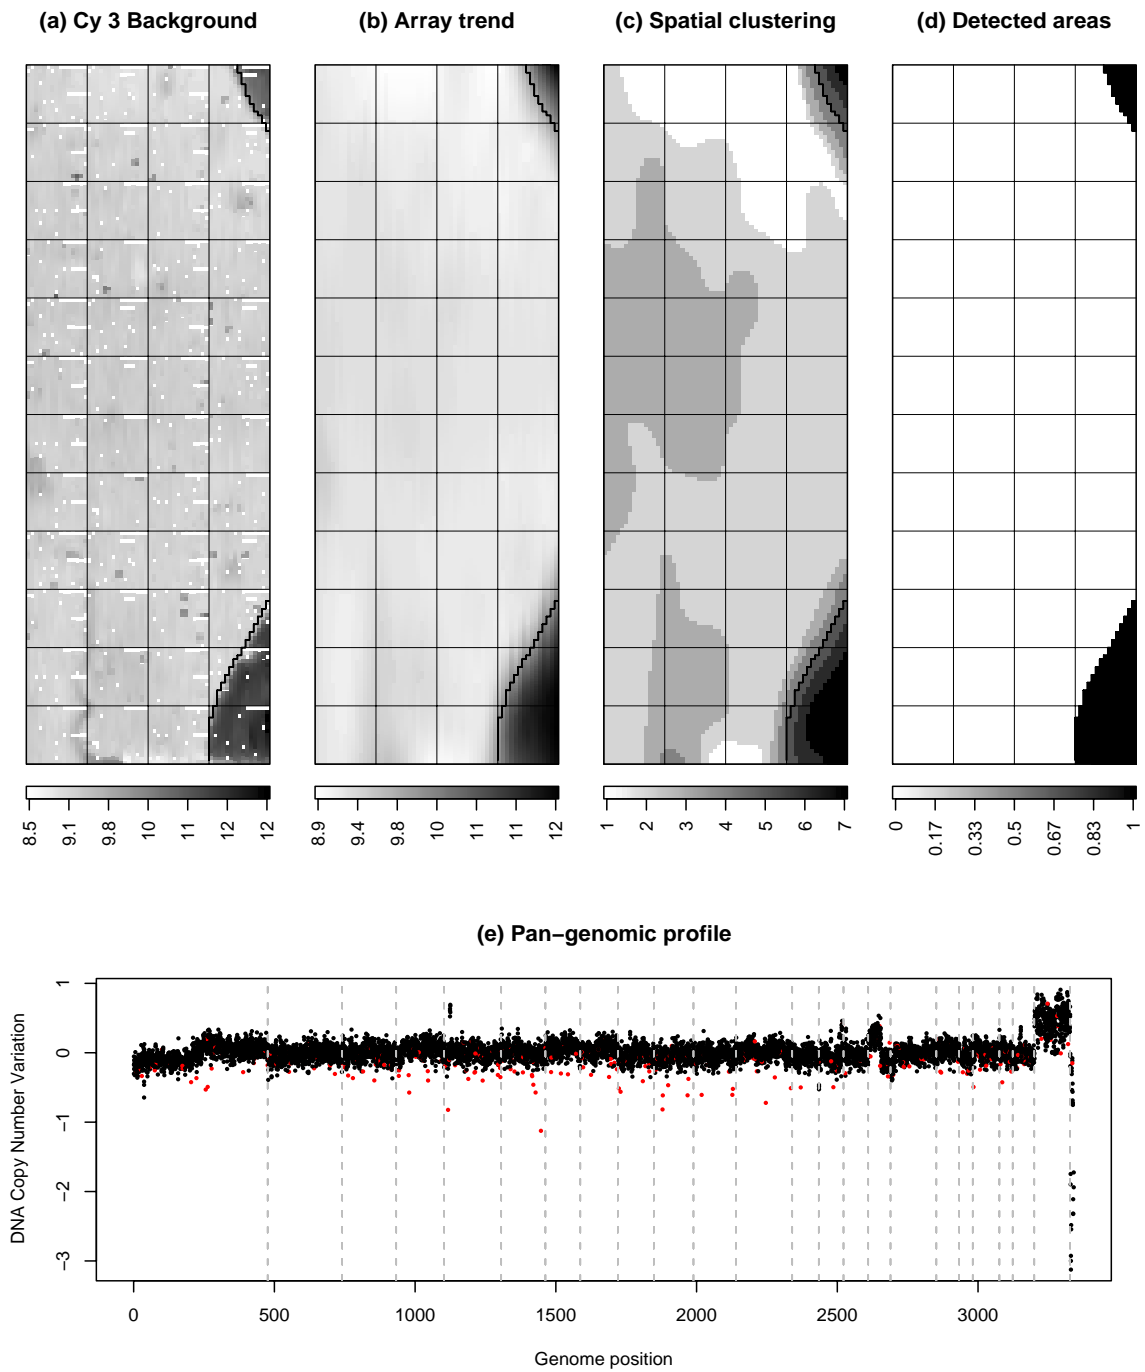 (a) Cy 3 Background (b) Array trend (c) Spatial clustering (d) Detected areas
8.5 9.1 9.8 10 11 12 12
8.9 9.4 9.8 10 11 11 12
1 2 3 4 5 6 7
0 0.17 0.33 0.5 0.67 0.83 1
(e) Pan−genomic profile
DNA Copy Number Variation
1
0
−1
−2
−3
0 500 1000 1500 2000 2500 3000
Genome position